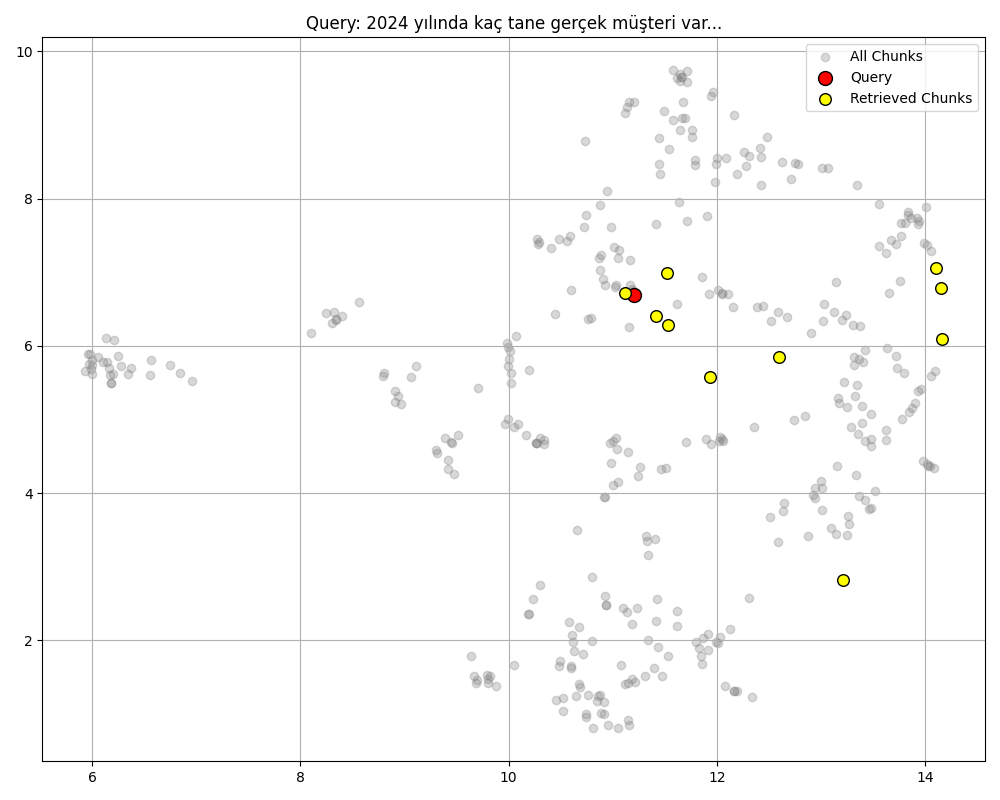 Query: 2024 yılında kaç tane gerçek müşteri var...
All Chunks
Query
Retrieved Chunks
10
8
6
4
2
6
8
10
12
14